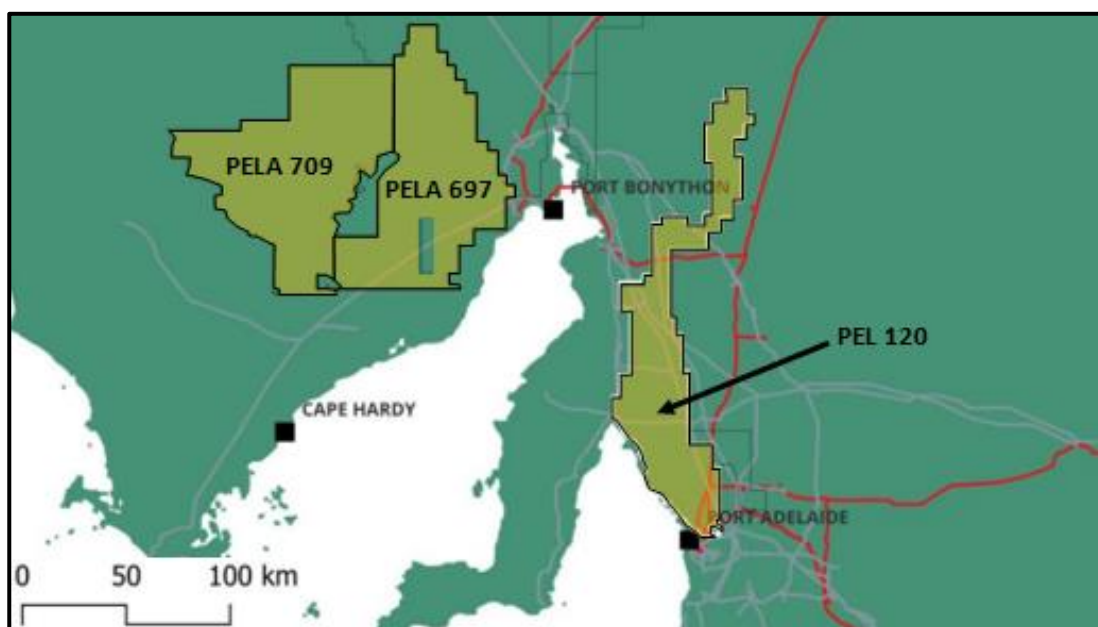 PELA 709
PELA 697
PORT BONYTHON
PEL 120
CAPE HARDY
PORT ADELAIDE
0 50 100 km